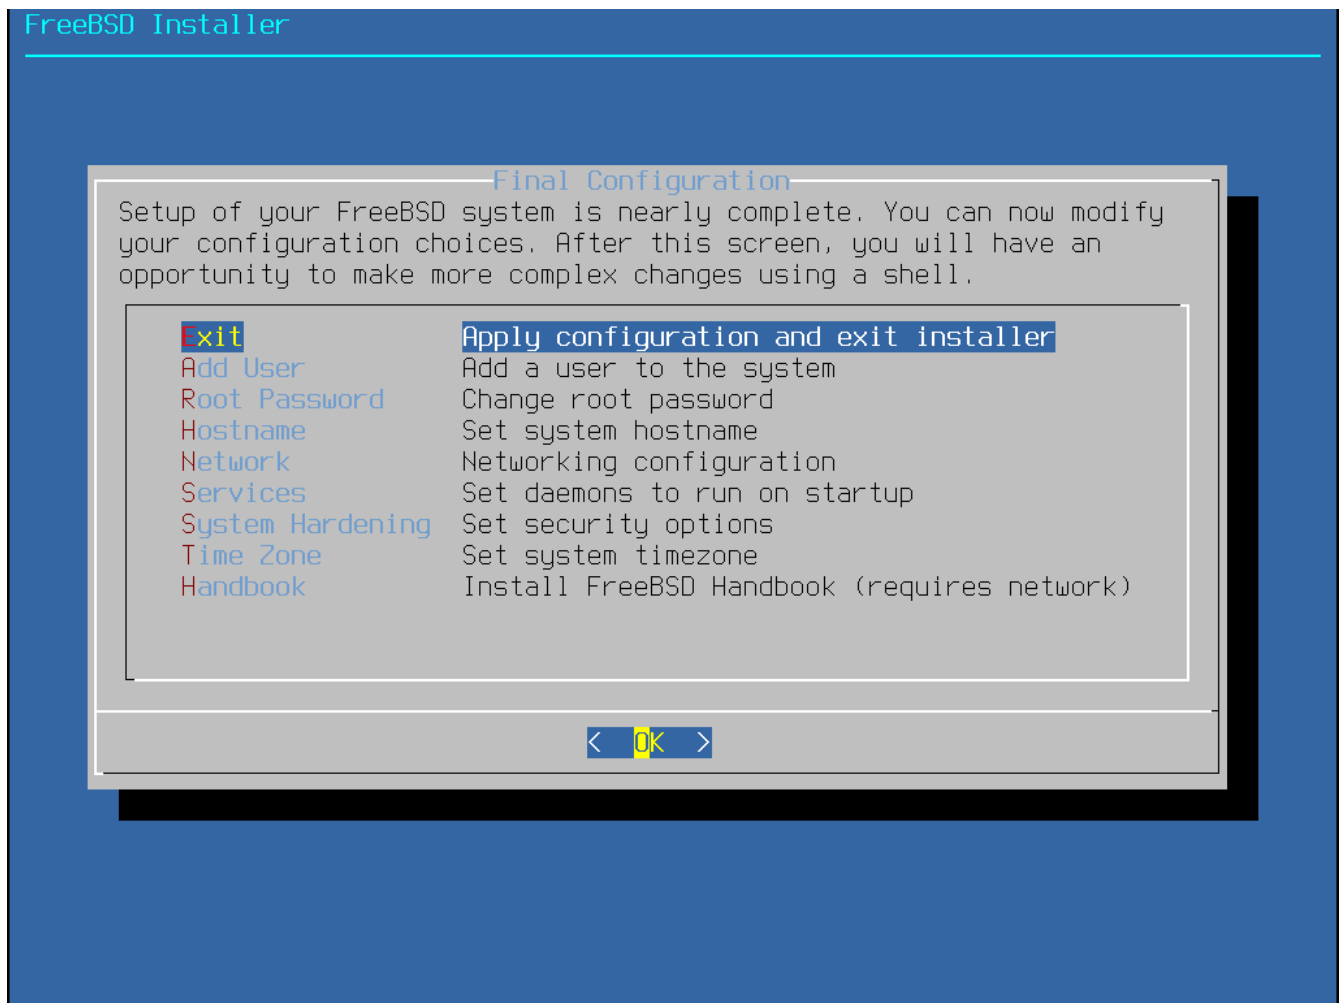 FreeBSD Installer
Final Configuration
Setup of your FreeBSD system is nearly complete. You can now modify
your configuration choices. After this screen, you will have an
opportunity to make more complex changes using a shell.
Exit Apply configuration and exit installer
Add User Add a user to the system
Root Password Change root password
Hostname Set system hostname
Network Networking configuration
Services Set daemons to run on startup
System Hardening Set security options
Time Zone Set system timezone
Handbook Install FreeBSD Handbook (requires network)
< OK >